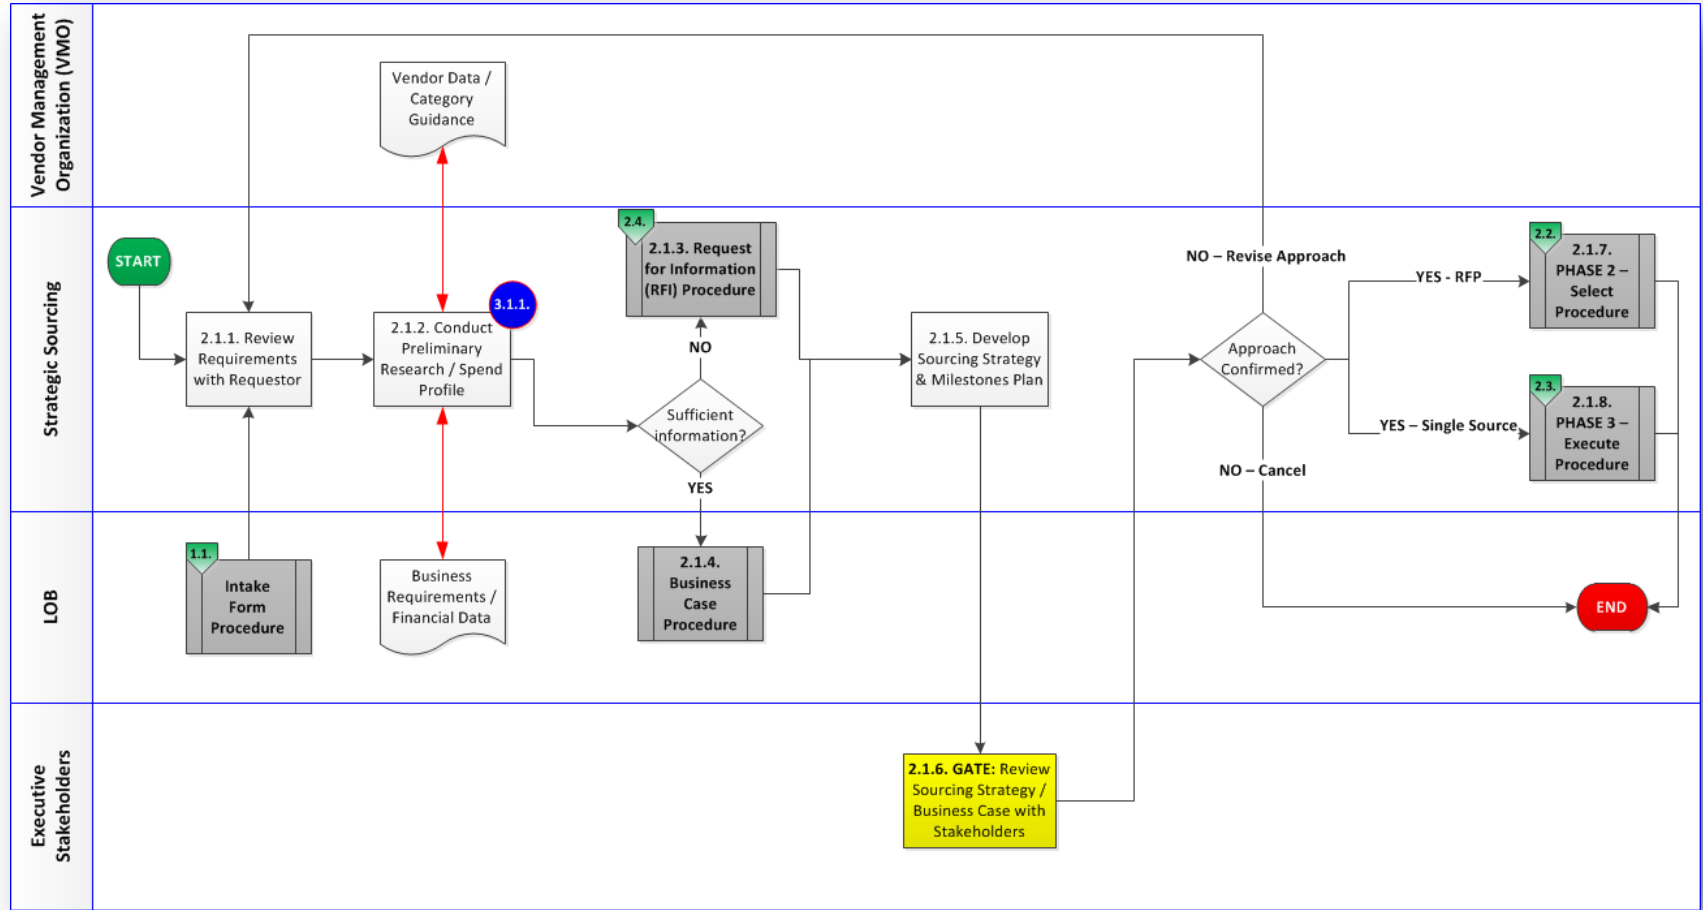 Vendor Management
Organization (VMO)
Vendor Data /
Category
Guidance
Strategic Sourcing
START
2.1.1. Review
Requirements
with Requestor
2.1.2. Conduct
Preliminary
Research / Spend
Profile
3.1.1.
2.4.
2.1.3. Request
for Information
(RFI) Procedure
NO
Sufficient
information?
YES
2.1.5. Develop
Sourcing Strategy
& Milestones Plan
NO – Revise Approach
Approach
Confirmed?
NO – Cancel
YES - RFP
YES – Single Source
2.2.
2.1.7.
PHASE 2 –
Select
Procedure
2.3.
2.1.8.
PHASE 3 –
Execute
Procedure
LOB
1.1.
Intake
Form
Procedure
Business
Requirements /
Financial Data
2.1.4.
Business
Case
Procedure
END
Executive
Stakeholders
2.1.6. GATE: Review
Sourcing Strategy /
Business Case with
Stakeholders